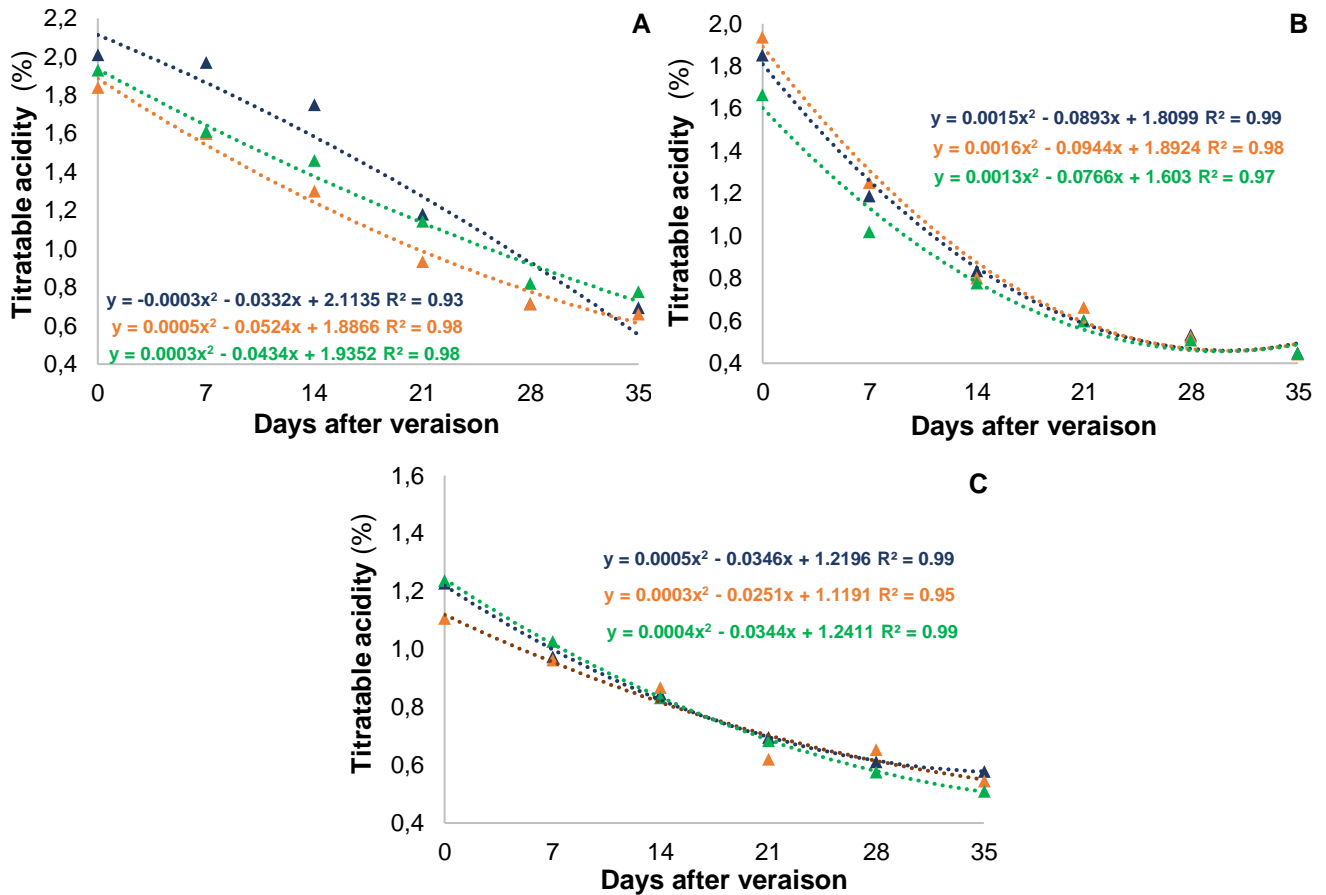 A
Titratable acidity (%)
2,2
2,0
1,8
1,6
1,4
1,2
1,0
0,8
0,6
0,4
y = -0.0003x² - 0.0332x + 2.1135 R² = 0.93
y = 0.0005x² - 0.0524x + 1.8866 R² = 0.98
y = 0.0003x² - 0.0434x + 1.9352 R² = 0.98
0 7 14 21 28 35
Days after veraison
B
Titratable acidity (%)
2,0
1,8
1,6
1,4
1,2
1,0
0,8
0,6
0,4
y = 0.0015x² - 0.0893x + 1.8099 R² = 0.99
y = 0.0016x² - 0.0944x + 1.8924 R² = 0.98
y = 0.0013x² - 0.0766x + 1.603 R² = 0.97
0 7 14 21 28 35
Days after veraison
C
Titratable acidity (%)
1,6
1,4
1,2
1,0
0,8
0,6
0,4
y = 0.0005x² - 0.0346x + 1.2196 R² = 0.99
y = 0.0003x² - 0.0251x + 1.1191 R² = 0.95
y = 0.0004x² - 0.0344x + 1.2411 R² = 0.99
0 7 14 21 28 35
Days after veraison